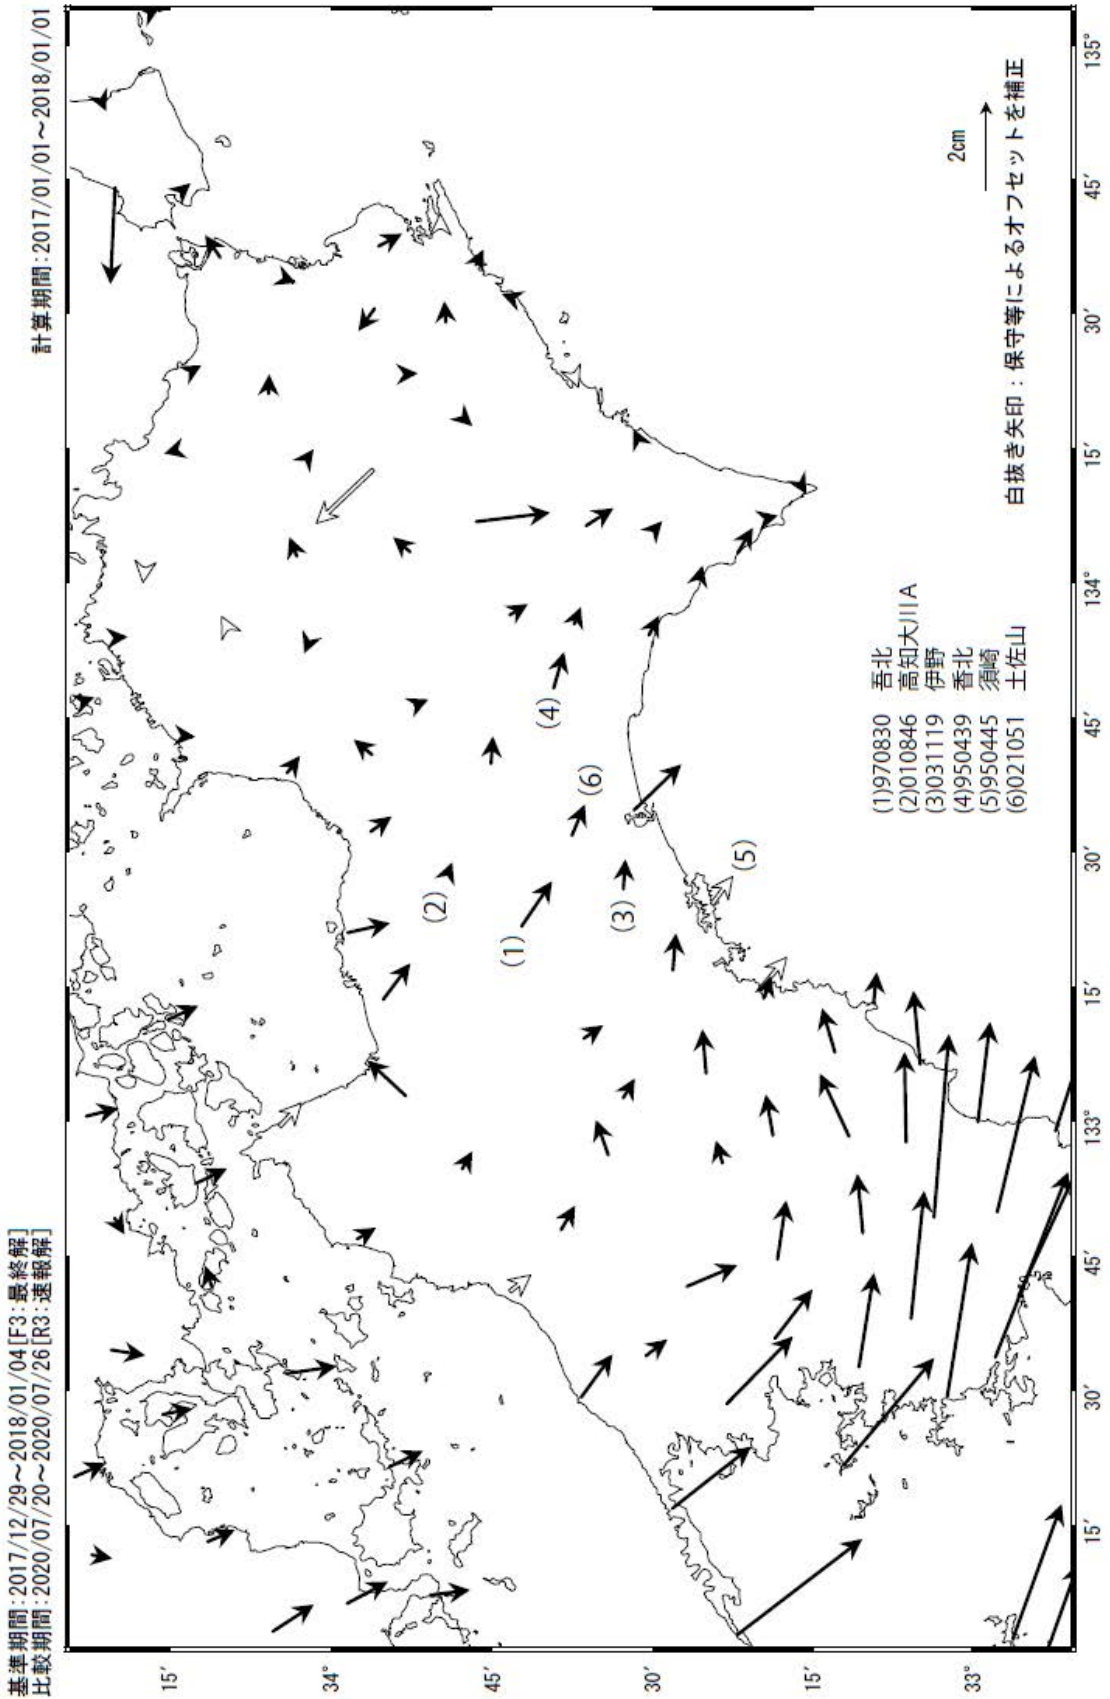 基準期間:2017/12/29～2018/01/04[F3:最終解]
比較期間:2020/07/20～2020/07/26[R3:速報解]
計算期間:2017/01/01～2018/01/01
15′
34°
45′
30′
15′
33°
15′
30′
45′
133°
15′
30′
45′
134°
15′
30′
45′
135°
(1)
(2)
(3)
(4)
(5)
(6)
(1)970830 吾北
(2)010846 高知大川A
(3)031119 伊野
(4)950439 香北
(5)950445 須崎
(6)021051 土佐山
2cm
白抜き矢印:保守等によるオフセットを補正